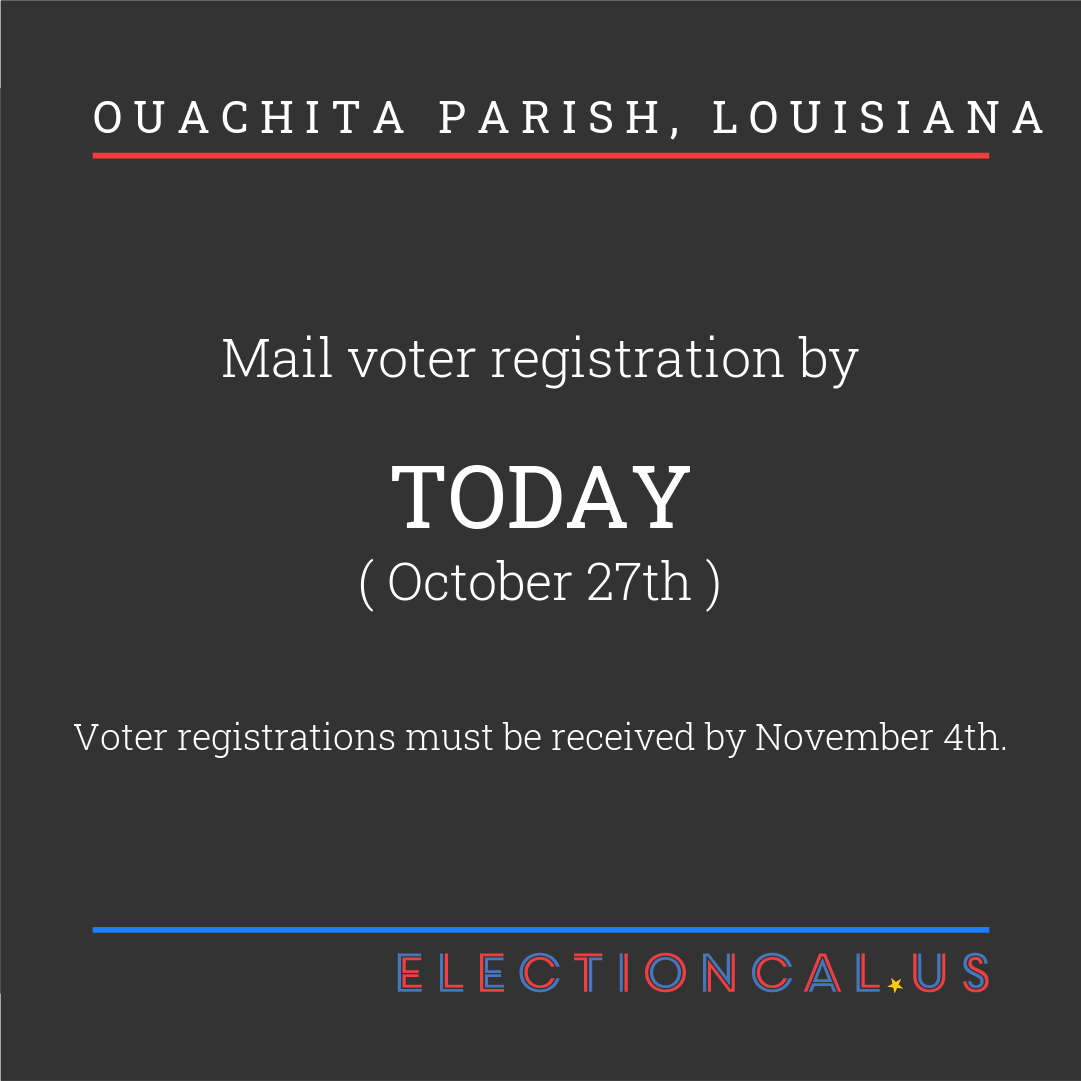 OUACHITA PARISH, LOUISIANA
Mail voter registration by
TODAY
( October 27th )
Voter registrations must be received by November 4th.
ELECTIONCAL.US